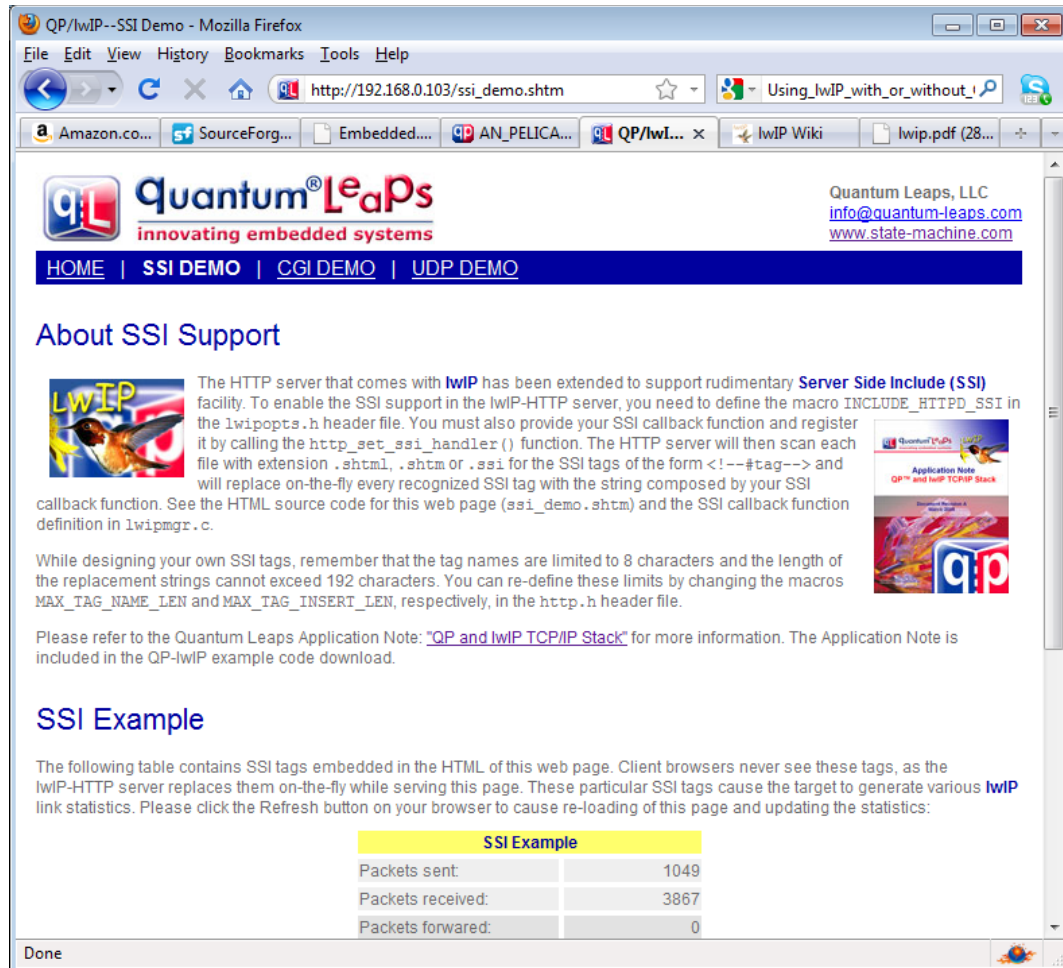 QP/lwIP--SSI Demo - Mozilla Firefox
File Edit View History Bookmarks Tools Help
http://192.168.0.103/ssi_demo.shtm
Using_lwIP_with_or_without_(
Amazon.co...
SourceForg...
Embedded....
AN_PELICA...
QP/lwI...
lwIP Wiki
lwip.pdf (28...
qL
quantum®LeaPs
innovating embedded systems
Quantum Leaps, LLC
info@quantum-leaps.com
www.state-machine.com
HOME | SSI DEMO | CGI DEMO | UDP DEMO
About SSI Support
LWIP
The HTTP server that comes with lwIP has been extended to support rudimentary Server Side Include (SSI)
facility. To enable the SSI support in the lwIP-HTTP server, you need to define the macro INCLUDE_HTTPD_SSI in
the lwipopts.h header file. You must also provide your SSI callback function and register
it by calling the http_set_ssi_handler() function. The HTTP server will then scan each
file with extension .shtml, .shtm or .ssi for the SSI tags of the form <!--#tag--> and
will replace on-the-fly every recognized SSI tag with the string composed by your SSI
callback function. See the HTML source code for this web page (ssi_demo.shtm) and the SSI callback function
definition in lwipmgr.c.
Quantum LeaPs
Application Note
QP™ and lwIP TCP/IP Stack
qp
While designing your own SSI tags, remember that the tag names are limited to 8 characters and the length of
the replacement strings cannot exceed 192 characters. You can re-define these limits by changing the macros
MAX_TAG_NAME_LEN and MAX_TAG_INSERT_LEN, respectively, in the http.h header file.
Please refer to the Quantum Leaps Application Note: "QP and lwIP TCP/IP Stack" for more information. The Application Note is
included in the QP-lwIP example code download.
SSI Example
The following table contains SSI tags embedded in the HTML of this web page. Client browsers never see these tags, as the
lwIP-HTTP server replaces them on-the-fly while serving this page. These particular SSI tags cause the target to generate various lwIP
link statistics. Please click the Refresh button on your browser to cause re-loading of this page and updating the statistics:
SSI Example
Packets sent: 1049
Packets received: 3867
Packets forwared: 0
Done